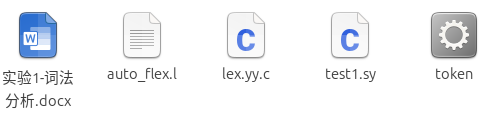 W
C
C
实验1-词法
分析.docx
auto_flex.l
lex.yy.c
test1.sy
token